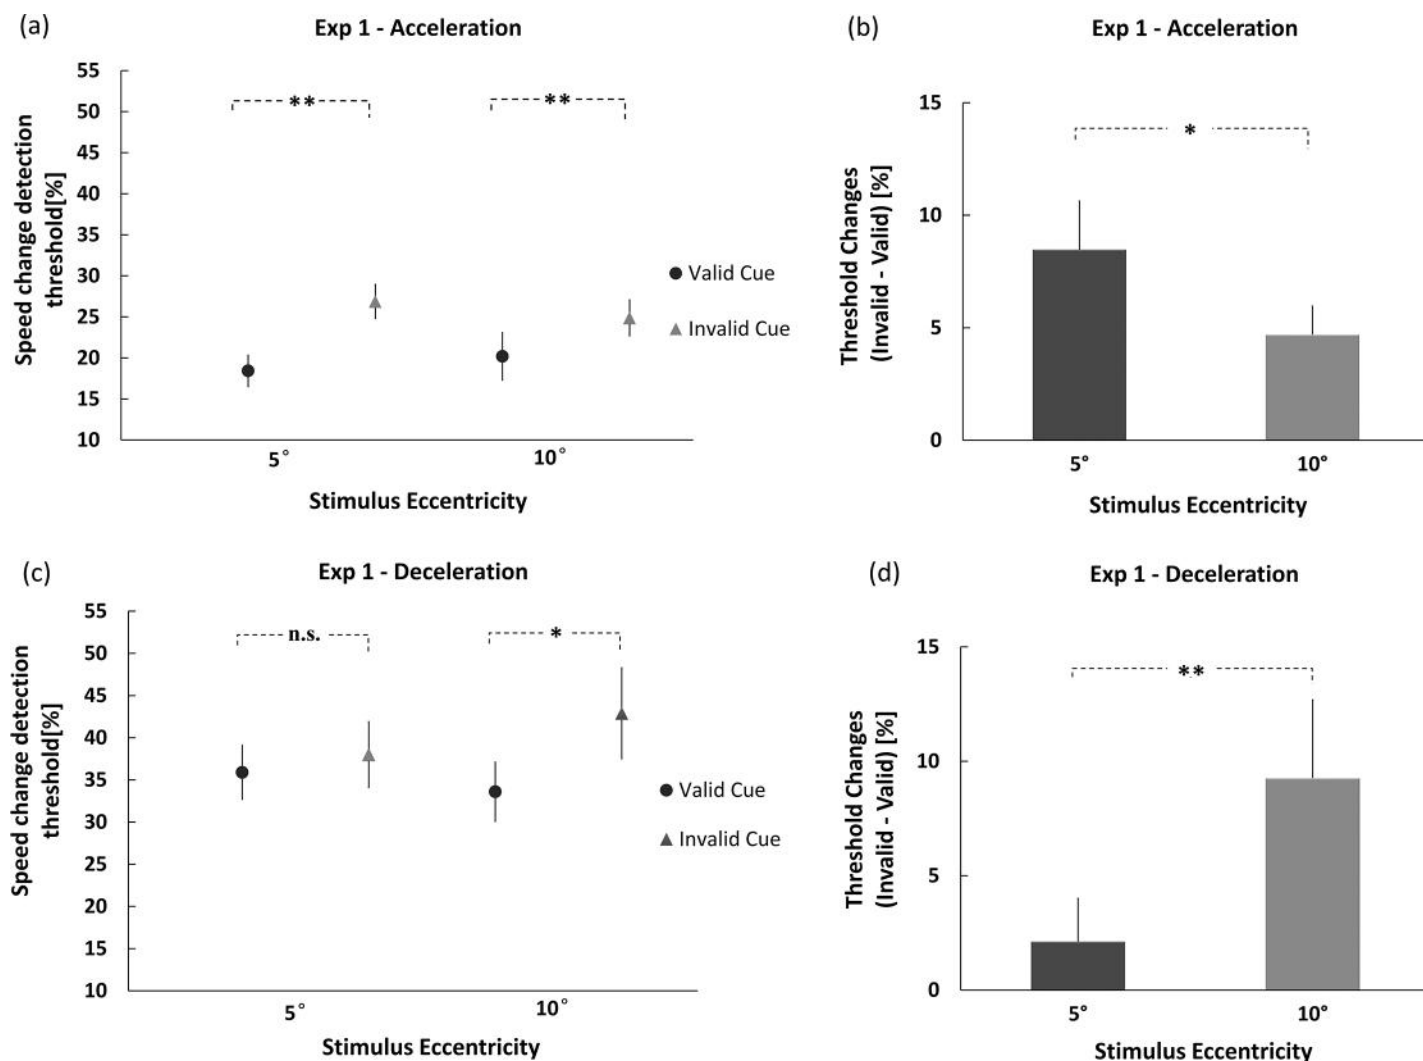 (a)
Exp 1 - Acceleration
Speed change detection
threshold[%]
55
50
45
40
35
30
25
20
15
10
**
**
Valid Cue
Invalid Cue
5°
10°
Stimulus Eccentricity
(b)
Exp 1 - Acceleration
Threshold Changes
(Invalid - Valid) [%]
15
10
5
0
*
5°
10°
Stimulus Eccentricity
(c)
Exp 1 - Deceleration
Speed change detection
threshold[%]
55
50
45
40
35
30
25
20
15
10
n.s.
*
Valid Cue
Invalid Cue
5°
10°
Stimulus Eccentricity
(d)
Exp 1 - Deceleration
Threshold Changes
(Invalid - Valid) [%]
15
10
5
0
**
5°
10°
Stimulus Eccentricity